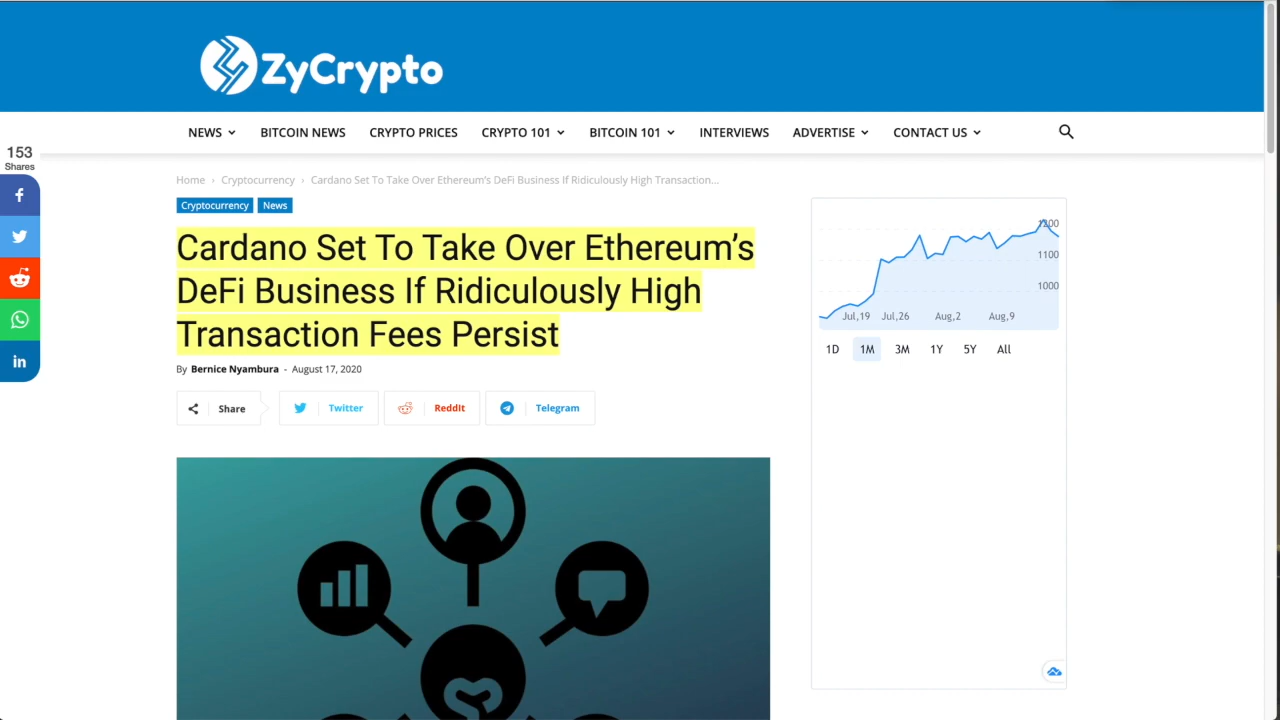 ZyCrypto
NEWS BITCOIN NEWS CRYPTO PRICES CRYPTO 101 BITCOIN 101 INTERVIEWS ADVERTISE CONTACT US
153
Shares
Home › Cryptocurrency › Cardano Set To Take Over Ethereum's DeFi Business If Ridiculously High Transaction...
Cryptocurrency News
Cardano Set To Take Over Ethereum’s
DeFi Business If Ridiculously High
Transaction Fees Persist
By Bernice Nyambura - August 17, 2020
Share Twitter ReddIt Telegram
1200
1100
1000
Jul,19 Jul,26 Aug,2 Aug,9
1D 1M 3M 1Y 5Y All